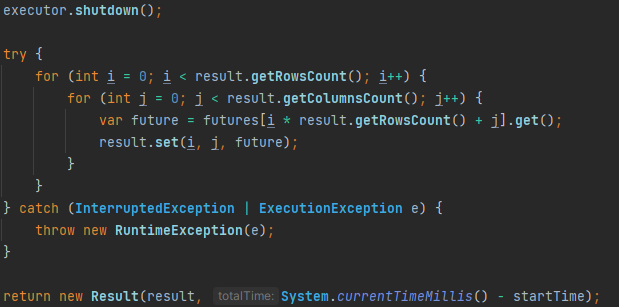 executor.shutdown();
try {
for (int i = 0; i < result.getRowsCount(); i++) {
for (int j = 0; j < result.getColumnsCount(); j++) {
var future = futures[i * result.getRowsCount() + j].get();
result.set(i, j, future);
}
}
} catch (InterruptedException | ExecutionException e) {
throw new RuntimeException(e);
}
return new Result(result, totalTime: System.currentTimeMillis() - startTime);